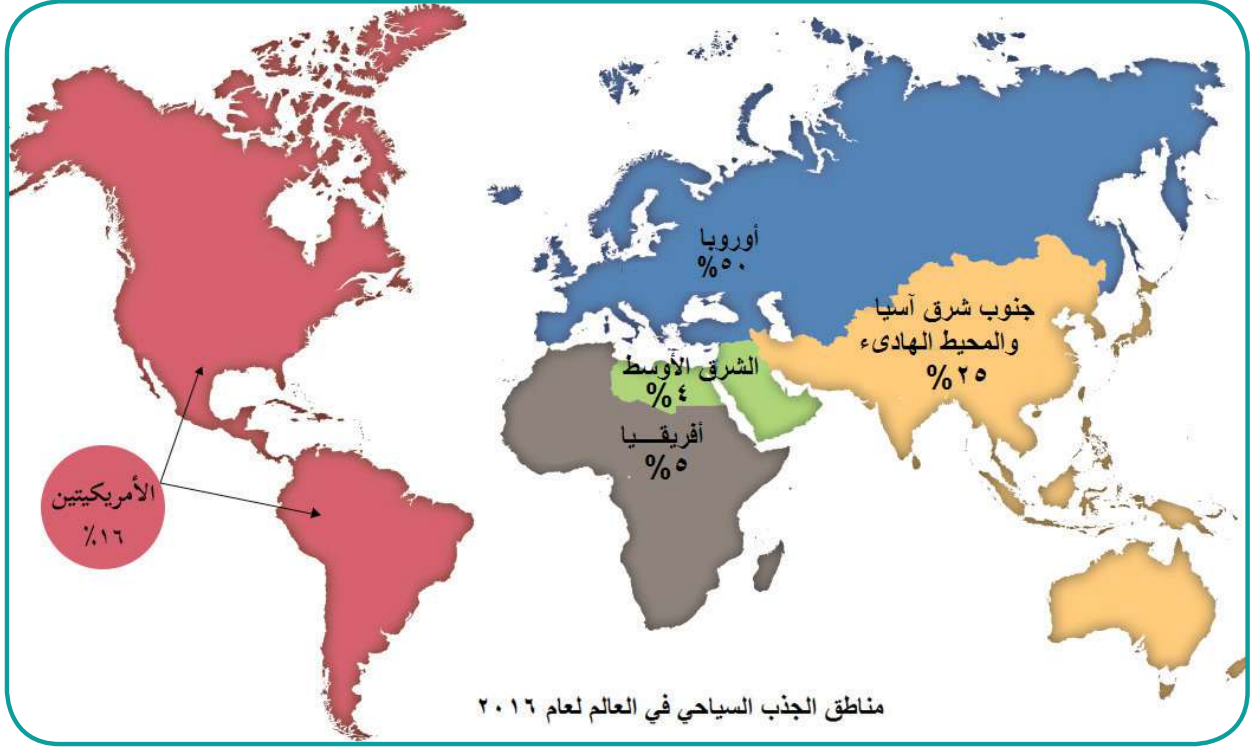 أوروبا
%٥٠
جنوب شرق آسيا
والمحيط الهادىء
%٢٥
الشرق الأوسط
%٤
أفريقـــيا
%٥
الأمريكيتين
٪١٦
مناطق الجذب السياحي في العالم لعام ٢٠١٦